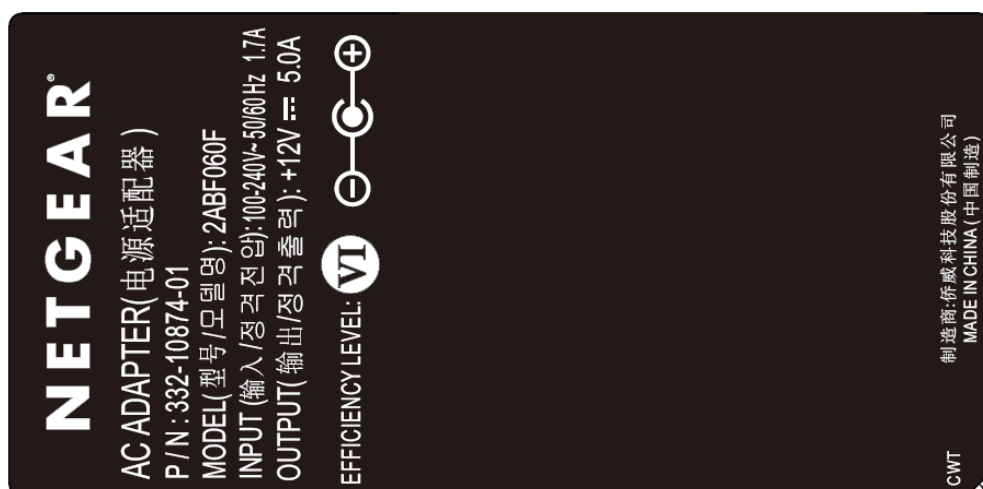 NETGEAR®
AC ADAPTER(电源适配器)
P/N:332-10874-01
MODEL(型号/모델명):2ABF060F
INPUT(输入/정격전압):100-240V~50/60Hz 1.7A
OUTPUT(输出/정격출력):+12V⎓5.0A
EFFICIENCY LEVEL: VI
制造商:侨威科技股份有限公司
MADE IN CHINA(中国制造)
CWT